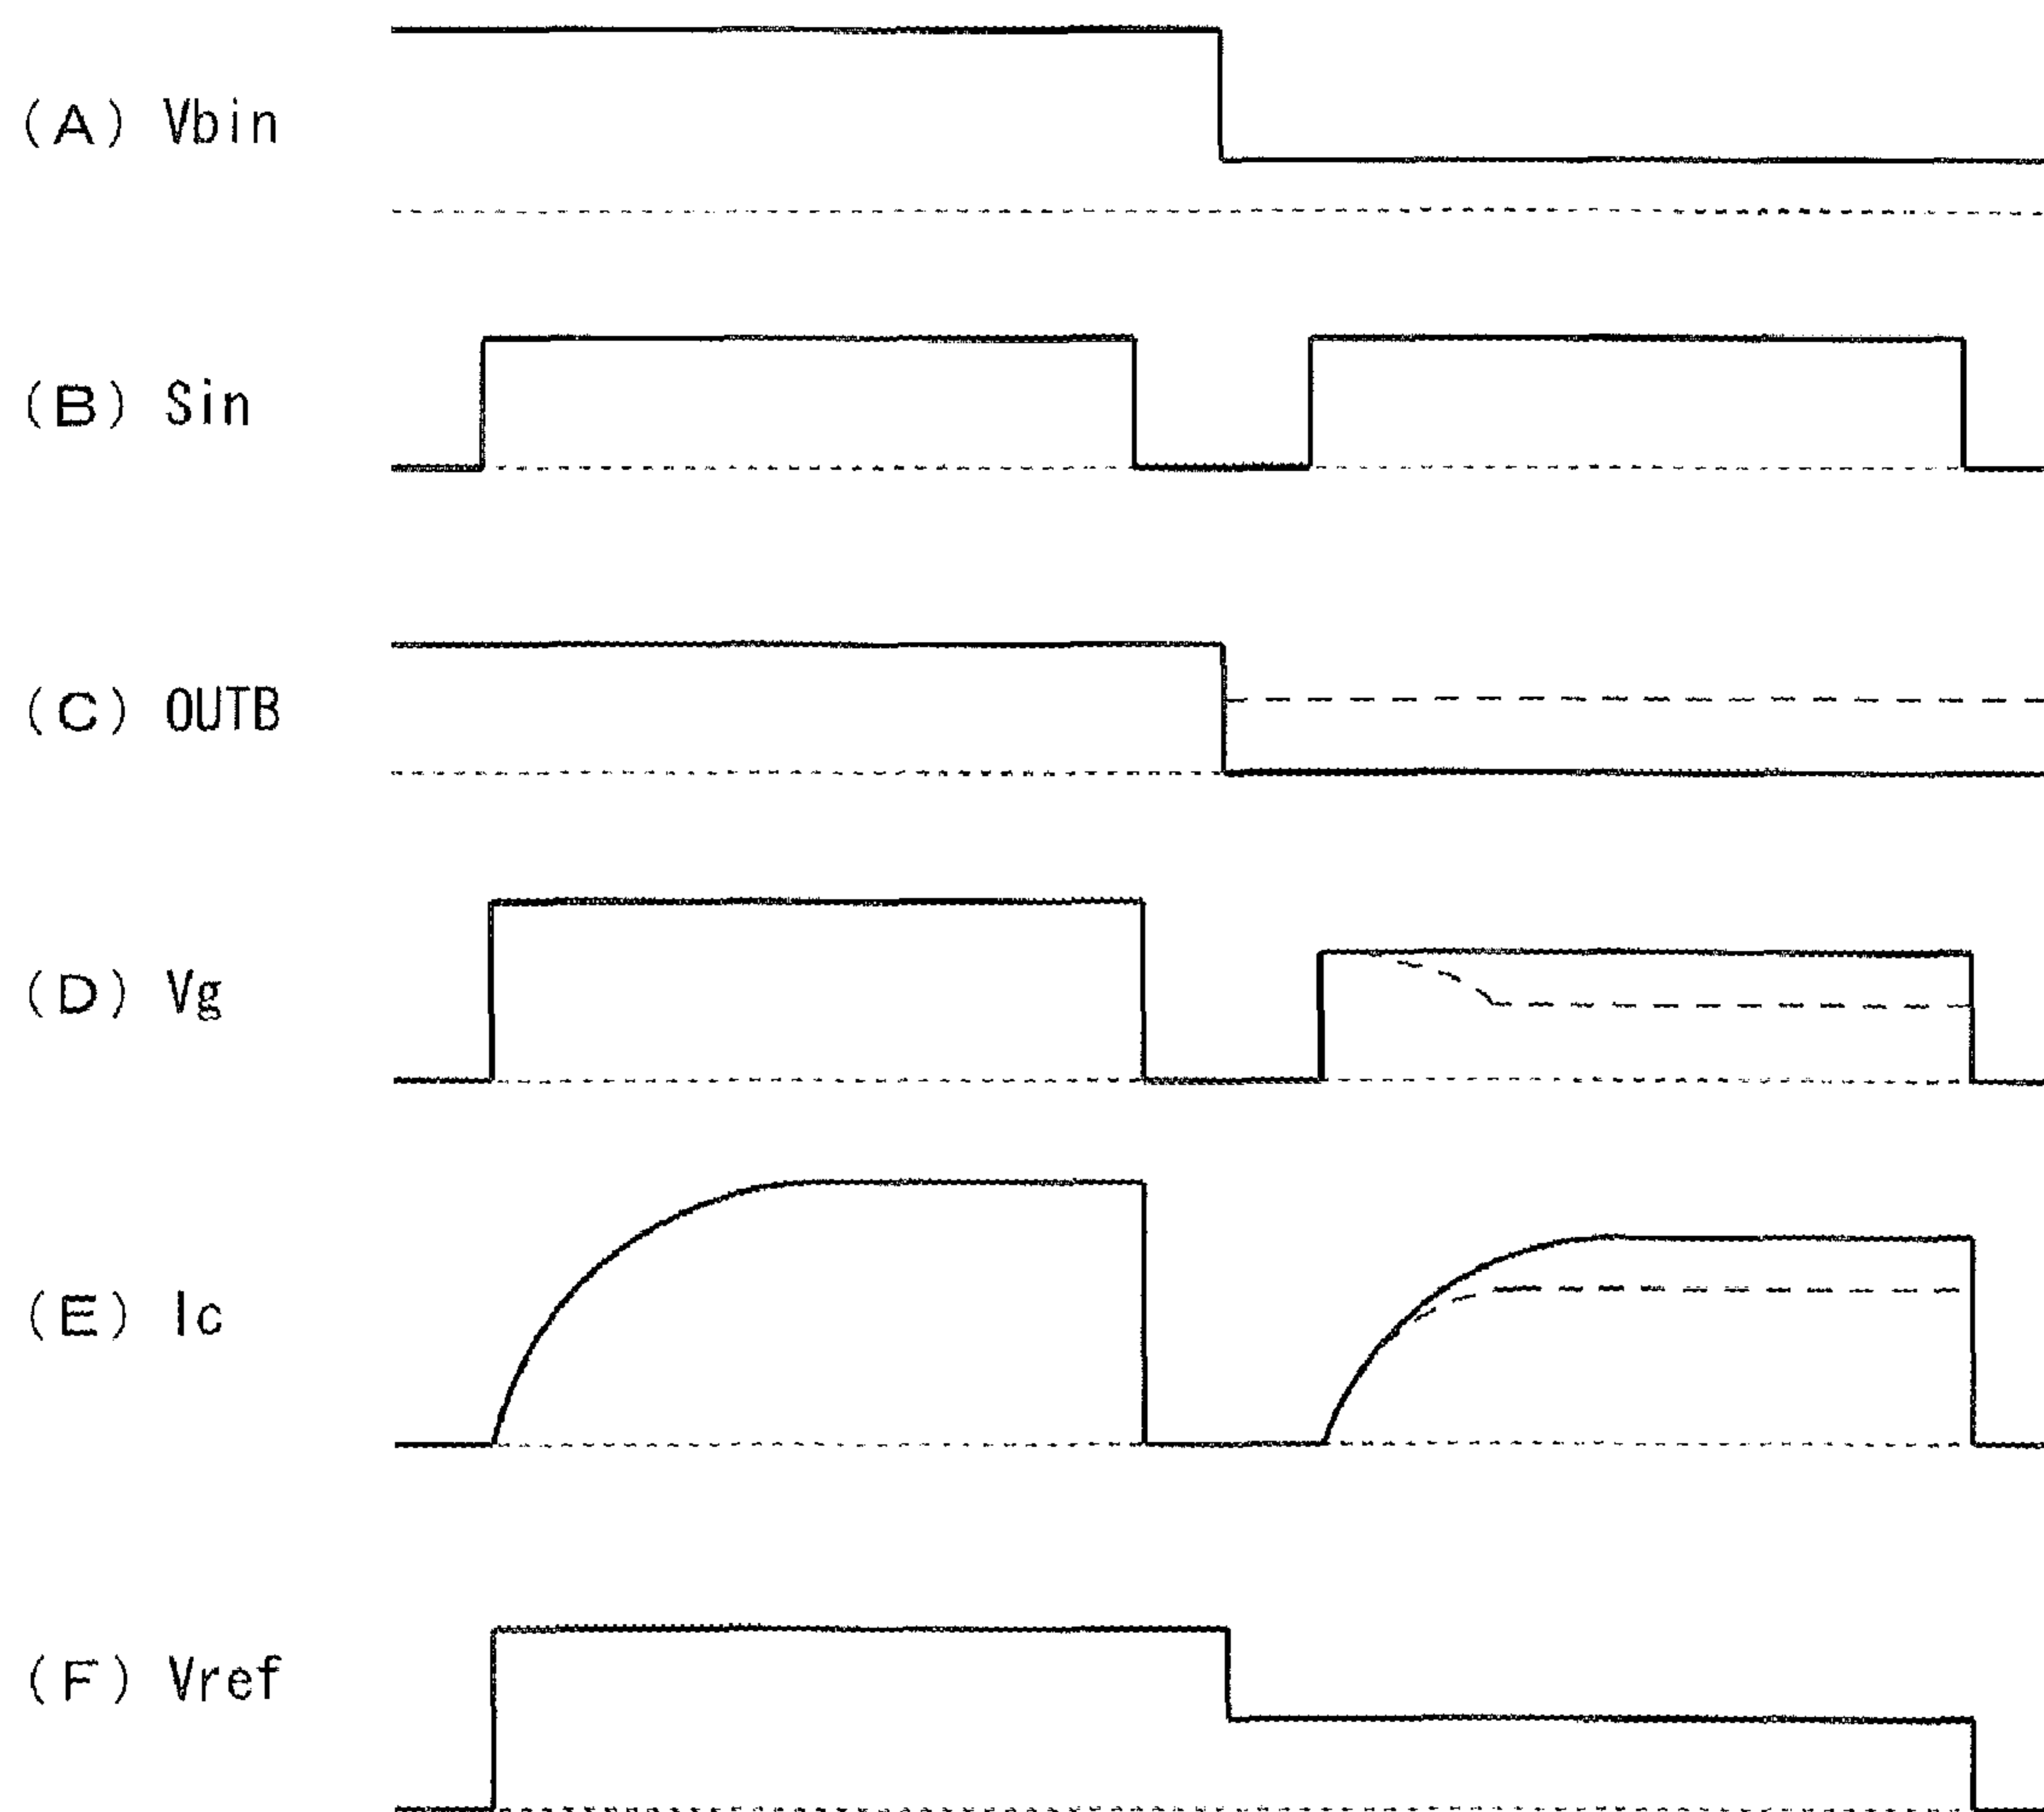 (A) Vbin
(B) Sin
(C) OUTB
(D) Vg
(E) Ic
(F) Vref